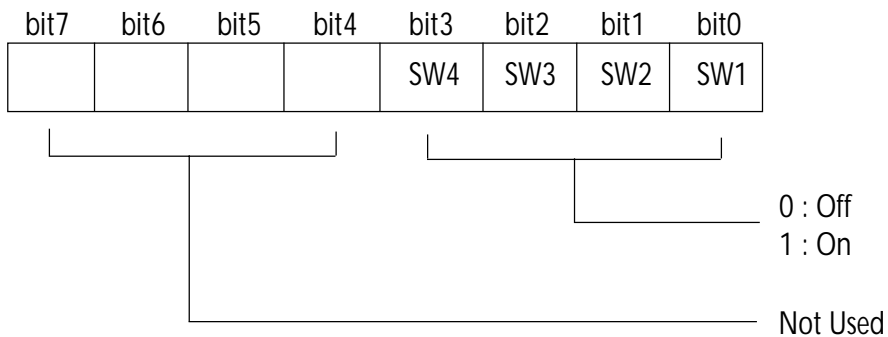 bit7 bit6 bit5 bit4 bit3 bit2 bit1 bit0
SW4 SW3 SW2 SW1
0 : Off
1 : On
Not Used